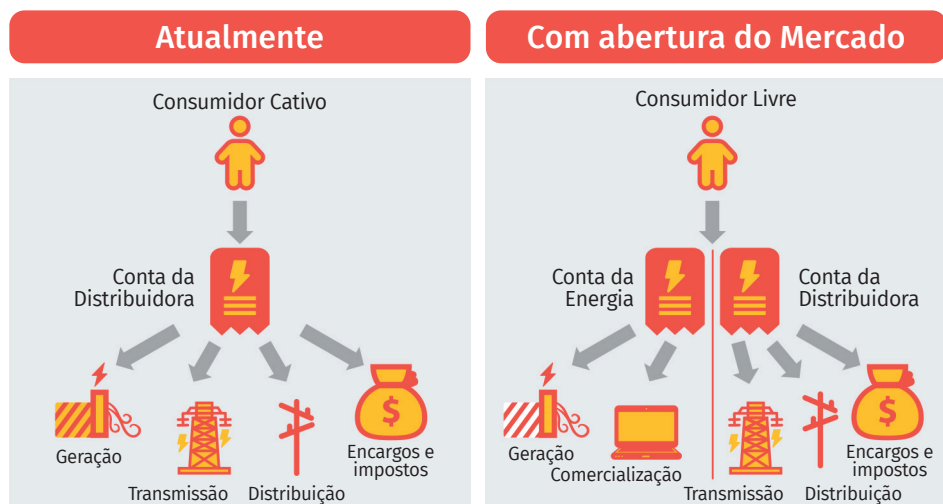 Atualmente
Consumidor Cativo
Conta da
Distribuidora
Geração
Transmissão
Distribuição
Encargos e
impostos
$
Com abertura do Mercado
Consumidor Livre
Conta da
Energia
Conta da
Distribuidora
Geração
Comercialização
Transmissão
Distribuição
Encargos e
impostos
$